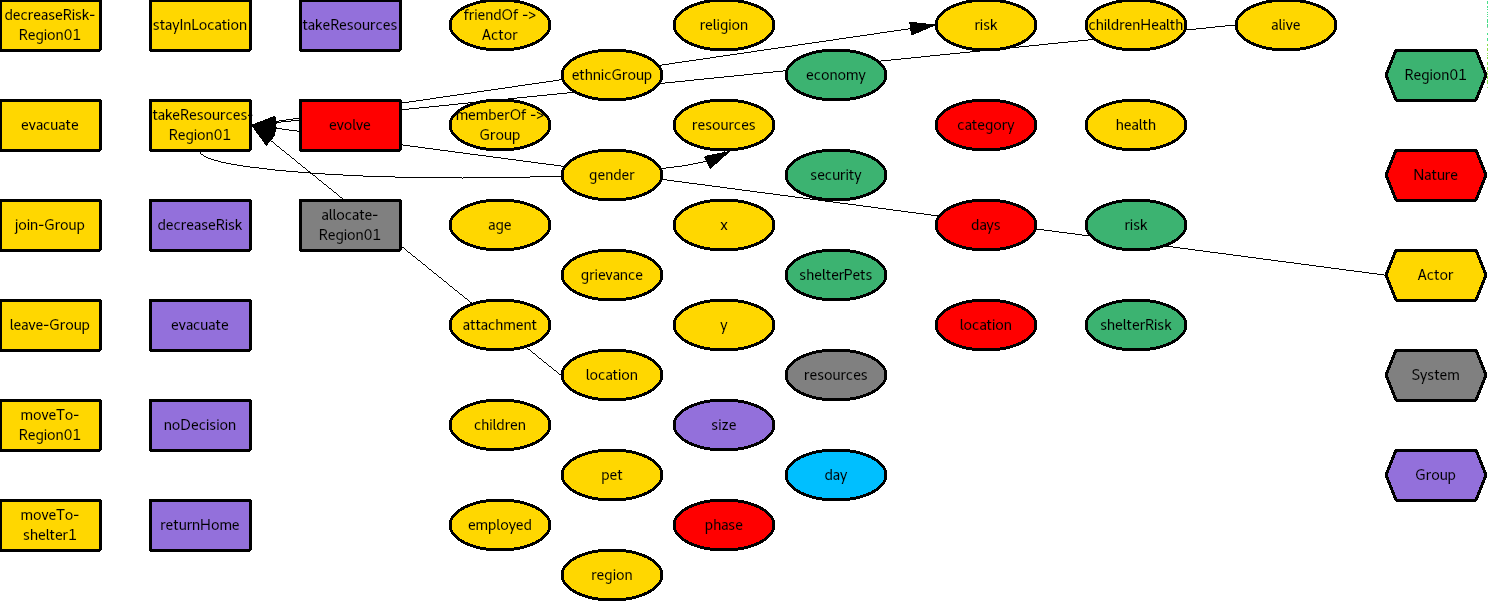 decreaseRisk-
Region01
stayInLocation
takeResources
friendOf ->
Actor
religion
risk
childrenHealth
alive
ethnicGroup
economy
Region01
evacuate
takeResources-
Region01
evolve
memberOf ->
Group
resources
category
health
gender
security
Nature
join-Group
decreaseRisk
allocate-
Region01
age
x
days
risk
grievance
shelterPets
Actor
leave-Group
evacuate
attachment
y
location
shelterRisk
location
resources
System
moveTo-
Region01
noDecision
children
size
pet
day
Group
moveTo-
shelter1
returnHome
employed
phase
region